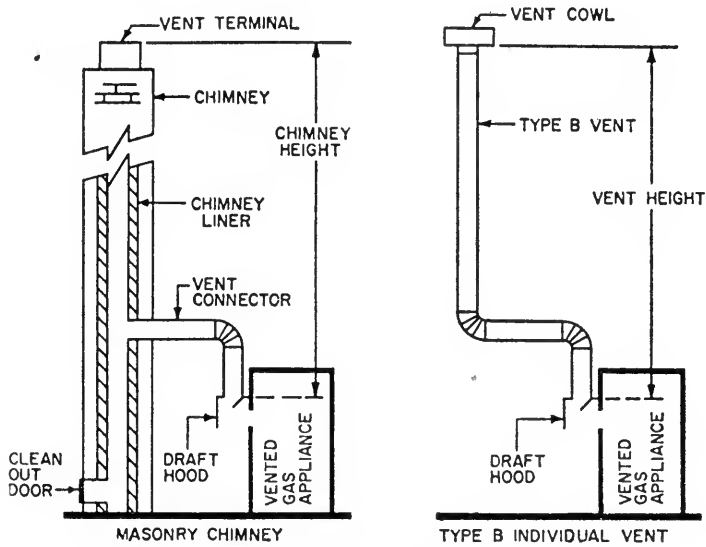 VENT TERMINAL
CHIMNEY
CHIMNEY
HEIGHT
CHIMNEY
LINER
VENT
CONNECTOR
CLEAN
OUT
DOOR
DRAFT
HOOD
VENTED
GAS
APPLIANCE
MASONRY CHIMNEY
VENT COWL
TYPE B VENT
VENT HEIGHT
DRAFT
HOOD
VENTED
GAS
APPLIANCE
TYPE B INDIVIDUAL VENT